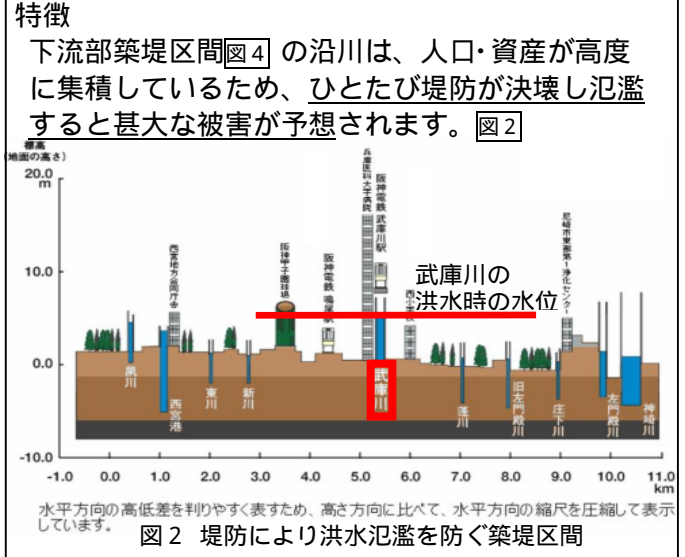 特徴
下流部築堤区間図4 の沿川は、人口・資産が高度
に集積しているため、ひとたび堤防が決壊し氾濫
すると甚大な被害が予想されます。図2
標高
(地面の高さ)
20.0
m
10.0
0.0
-10.0
西宮地方合同庁舎
阪神甲子園球場
阪神電鉄 鳴尾駅
兵庫医科大学病院
阪神電鉄 武庫川駅
西小学校
尼崎市東部第1浄化センター
武庫川の
洪水時の水位
夙川
西宮港
東川
新川
武庫川
蓬川
旧左門殿川
庄下川
左門殿川
神崎川
-1.0 0.0 1.0 2.0 3.0 4.0 5.0 6.0 7.0 8.0 9.0 10.0 11.0
km
水平方向の高低差を判りやすく表すため、高さ方向に比べて、水平方向の縮尺を圧縮して表示
しています。
図2 堤防により洪水氾濫を防ぐ築堤区間